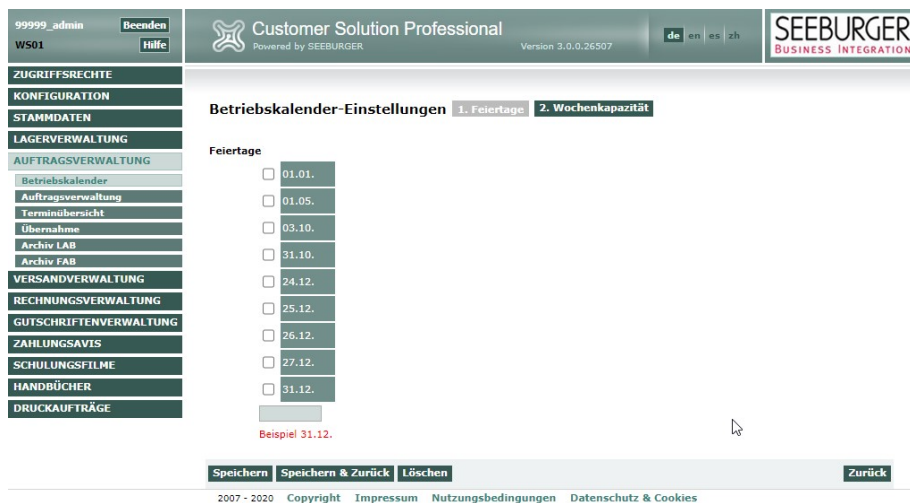 99999_admin Beenden
WS01 Hilfe
Customer Solution Professional
Powered by SEEBURGER Version 3.0.0.26507
de en es zh
SEEBURGER
BUSINESS INTEGRATION
ZUGRIFFSRECHTE
KONFIGURATION
STAMMDATEN
LAGERVERWALTUNG
AUFTRAGSVERWALTUNG
Betriebskalender
Auftragsverwaltung
Terminübersicht
Übernahme
Archiv LAB
Archiv FAB
VERSANDVERWALTUNG
RECHNUNGSVERWALTUNG
GUTSCHRIFTENVERWALTUNG
ZAHLUNGSAVIS
SCHULUNGSFILME
HANDBÜCHER
DRUCKAUFTRÄGE
Betriebskalender-Einstellungen 1. Feiertage 2. Wochenkapazität
Feiertage
01.01.
01.05.
03.10.
31.10.
24.12.
25.12.
26.12.
27.12.
31.12.
Beispiel 31.12.
Speichern Speichern & Zurück Löschen Zurück
2007 - 2020 Copyright Impressum Nutzungsbedingungen Datenschutz & Cookies